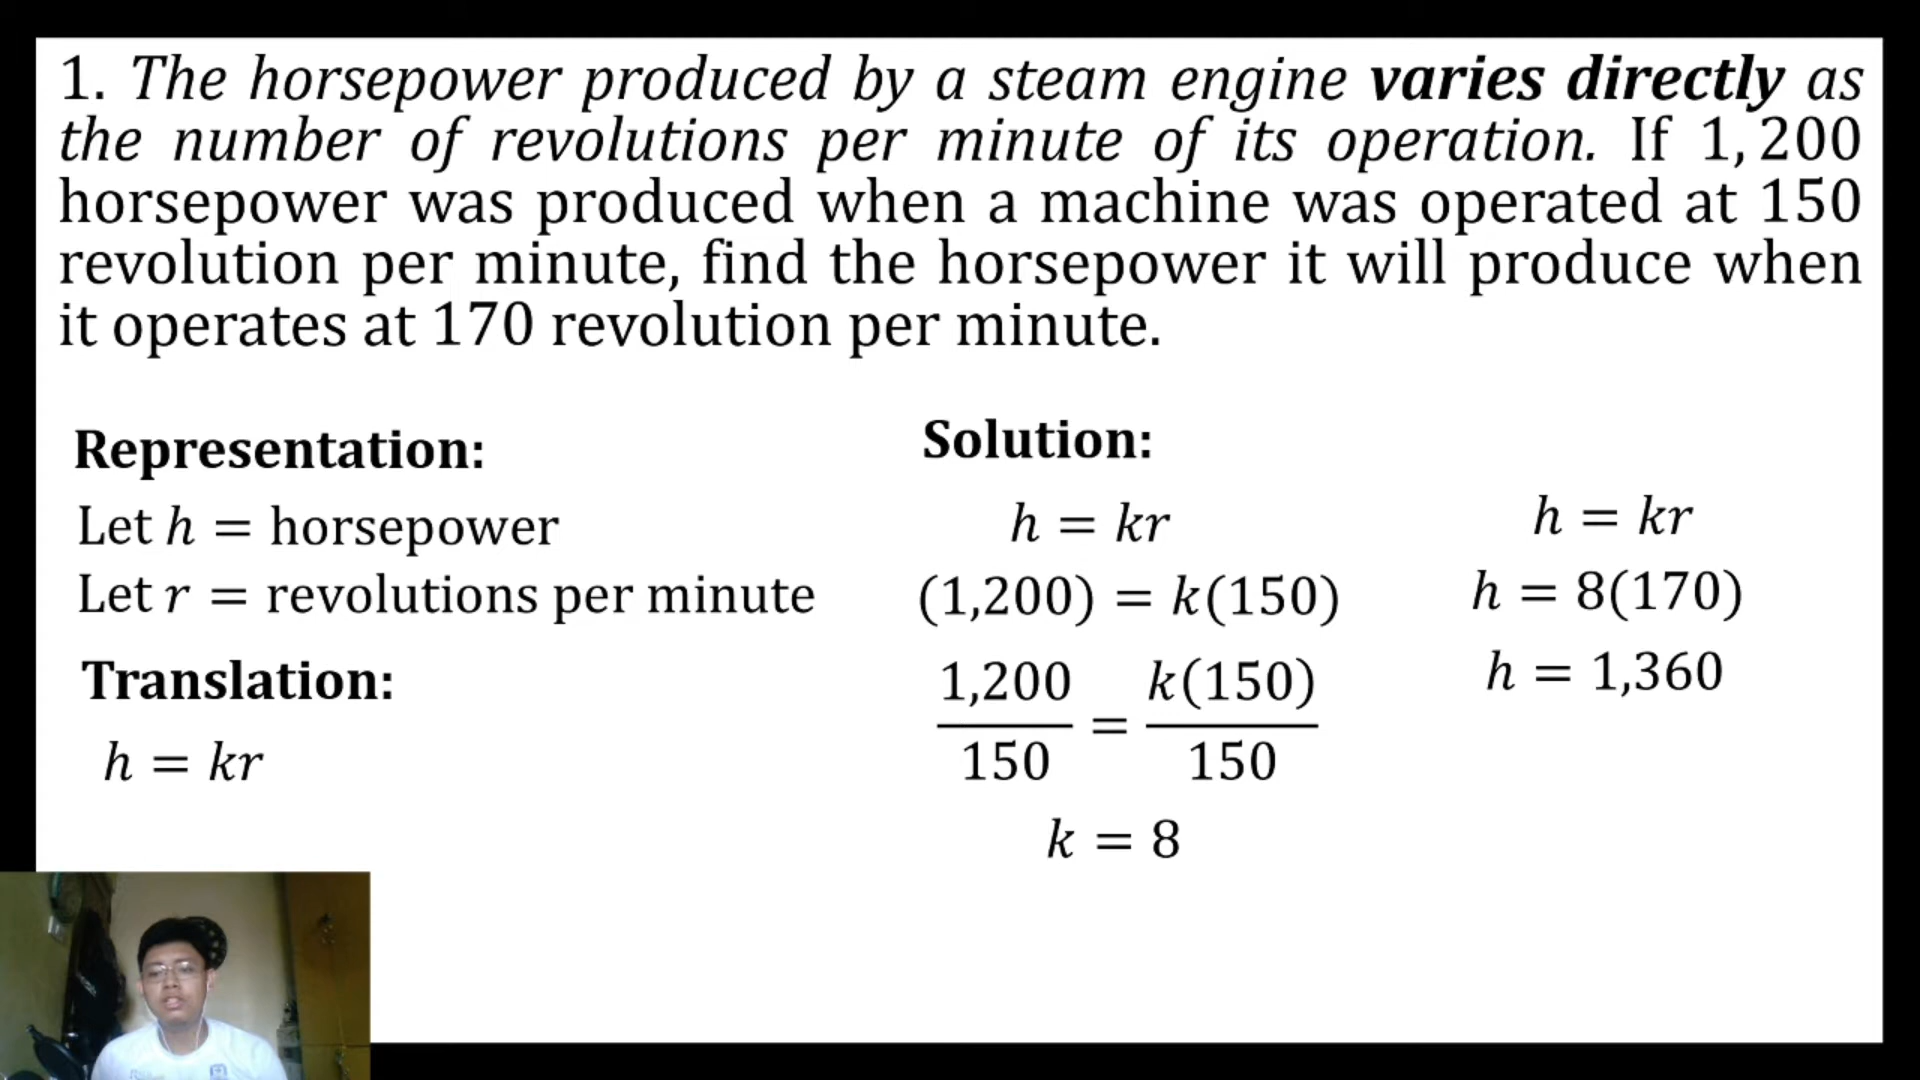 1. The horsepower produced by a steam engine varies directly as
the number of revolutions per minute of its operation. If 1,200
horsepower was produced when a machine was operated at 150
revolution per minute, find the horsepower it will produce when
it operates at 170 revolution per minute.
Representation:
Let h = horsepower
Let r = revolutions per minute
Translation:
h = kr
Solution:
h = kr
(1,200) = k(150)
1,200/150 = k(150)/150
k = 8
h = kr
h = 8(170)
h = 1,360